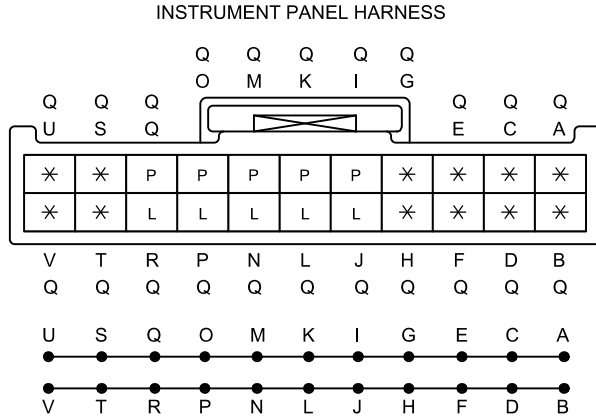 INSTRUMENT PANEL HARNESS
Q Q Q Q Q
O M K I G
Q Q Q Q Q Q
U S Q E C A
* * P P P P P * * * *
* * L L L L L * * * *
V T R P N L J H F D B
Q Q Q Q Q Q Q Q Q Q Q
U S Q O M K I G E C A
V T R P N L J H F D B